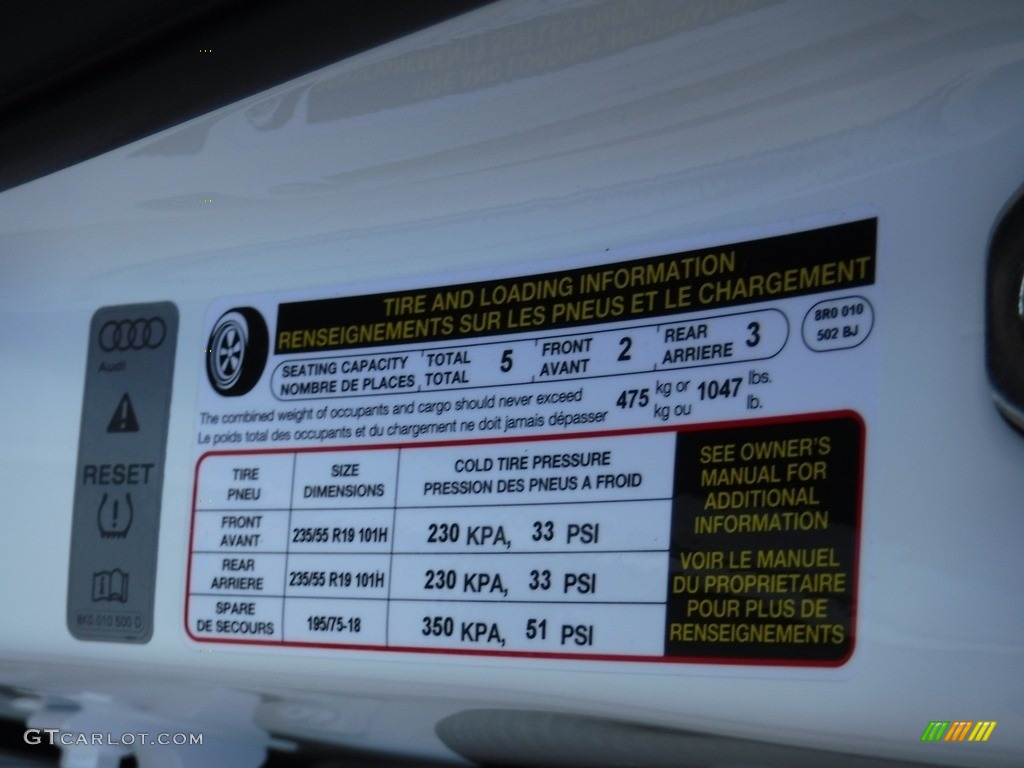 TIRE AND LOADING INFORMATION
RENSEIGNEMENTS SUR LES PNEUS ET LE CHARGEMENT
SEATING CAPACITY TOTAL 5 FRONT 2 REAR 3
NOMBRE DE PLACES TOTAL AVANT ARRIERE
8R0 010
502 BJ
The combined weight of occupants and cargo should never exceed 475 kg or 1047 lbs.
Le poids total des occupants et du chargement ne doit jamais dépasser kg ou lb.
TIRE SIZE COLD TIRE PRESSURE
PNEU DIMENSIONS PRESSION DES PNEUS A FROID
FRONT
AVANT 235/55 R19 101H 230 KPA, 33 PSI
REAR
ARRIERE 235/55 R19 101H 230 KPA, 33 PSI
SPARE
DE SECOURS 195/75-18 350 KPA, 51 PSI
SEE OWNER'S
MANUAL FOR
ADDITIONAL
INFORMATION
VOIR LE MANUEL
DU PROPRIETAIRE
POUR PLUS DE
RENSEIGNEMENTS
Audi
RESET
8K0 010 500 D
GTCARLOT.COM